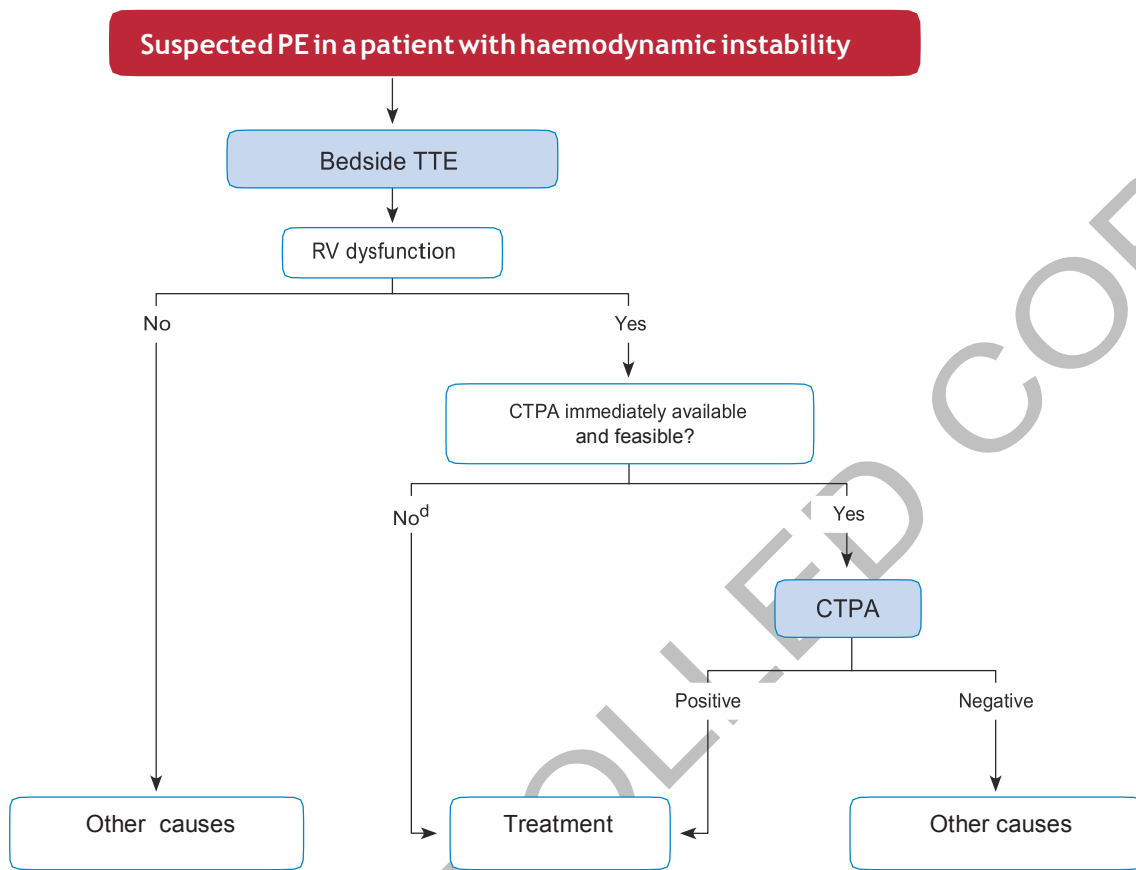 Suspected PE in a patient with haemodynamic instability
Bedside TTE
RV dysfunction
No
Yes
CTPA immediately available
and feasible?
Noᵈ
Yes
CTPA
Positive
Negative
Other causes
Treatment
Other causes